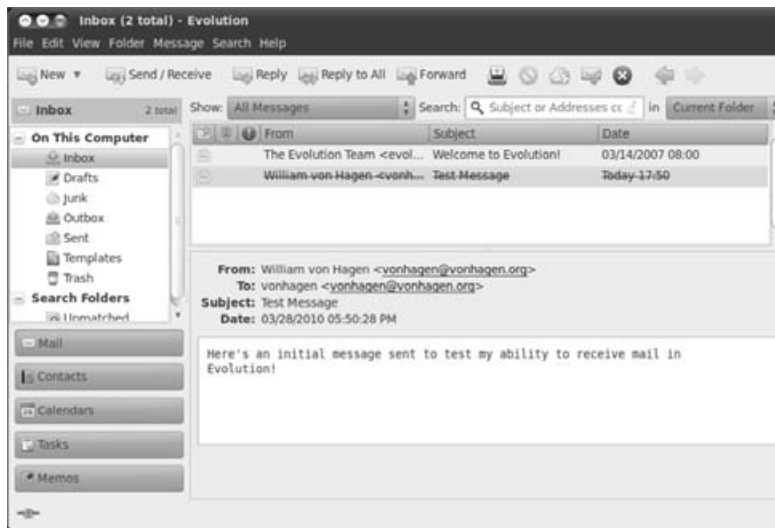 Inbox (2 total) - Evolution
File Edit View Folder Message Search Help
New Send / Receive Reply Reply to All Forward
Inbox 2 total
Show: All Messages Search: Subject or Addresses cc in Current Folder
On This Computer
Inbox
Drafts
Junk
Outbox
Sent
Templates
Trash
Search Folders
Unmatched
Mail
Contacts
Calendars
Tasks
Memos
From Subject Date
The Evolution Team <evol... Welcome to Evolution! 03/14/2007 08:00
William von Hagen <vonh... Test Message Today 17:50
From: William von Hagen <vonhagen@vonhagen.org>
To: vonhagen <vonhagen@vonhagen.org>
Subject: Test Message
Date: 03/28/2010 05:50:28 PM
Here's an initial message sent to test my ability to receive mail in
Evolution!